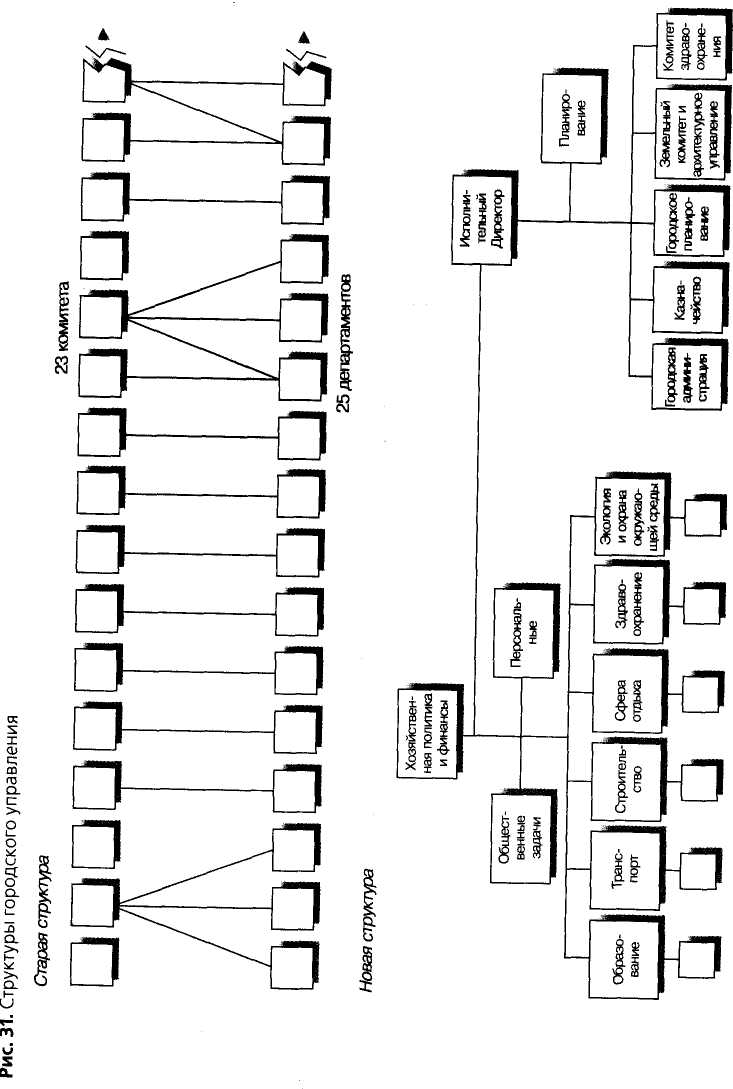 Рис. 31. Структуры городского управления
Старая структура
23 комитета
25 департаментов
Новая структура
Хозяйствен-
ная политика
и финансы
Исполни-
тельный
Директор
Общест-
венные
задачи
Персональ-
ные
Планиро-
вание
Образо-
вание
Транс-
порт
Строитель-
ство
Сфера
отдыха
Здраво-
охранение
Экология
и охрана
окружаю-
щей среды
Городская
админи-
страция
Казна-
чейство
Городское
планиро-
вание
Земельный
комитет и
архитектурное
управление
Комитет
здраво-
охране-
ния